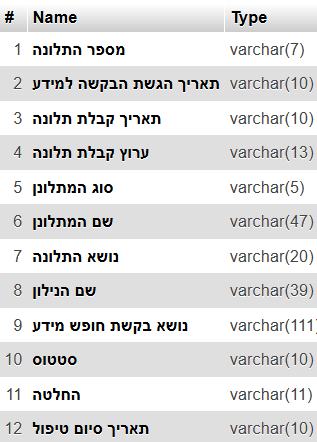 # Name Type
1 מספר התלונה varchar(7)
2 תאריך הגשת הבקשה למידע varchar(10)
3 תאריך קבלת תלונה varchar(10)
4 ערוץ קבלת תלונה varchar(13)
5 סוג המתלונן varchar(5)
6 שם המתלונן varchar(47)
7 נושא התלונה varchar(20)
8 שם הנילון varchar(39)
9 נושא בקשת חופש מידע varchar(111)
10 סטטוס varchar(10)
11 החלטה varchar(11)
12 תאריך סיום טיפול varchar(10)